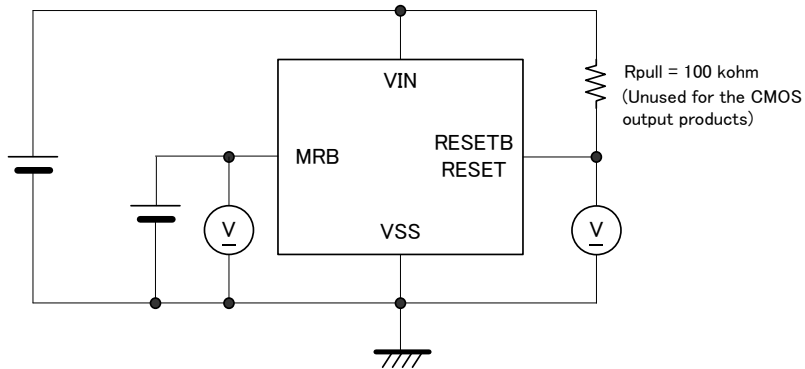 VIN
Rpull = 100 kohm
(Unused for the CMOS
output products)
MRB
RESETB
RESET
V
VSS
V